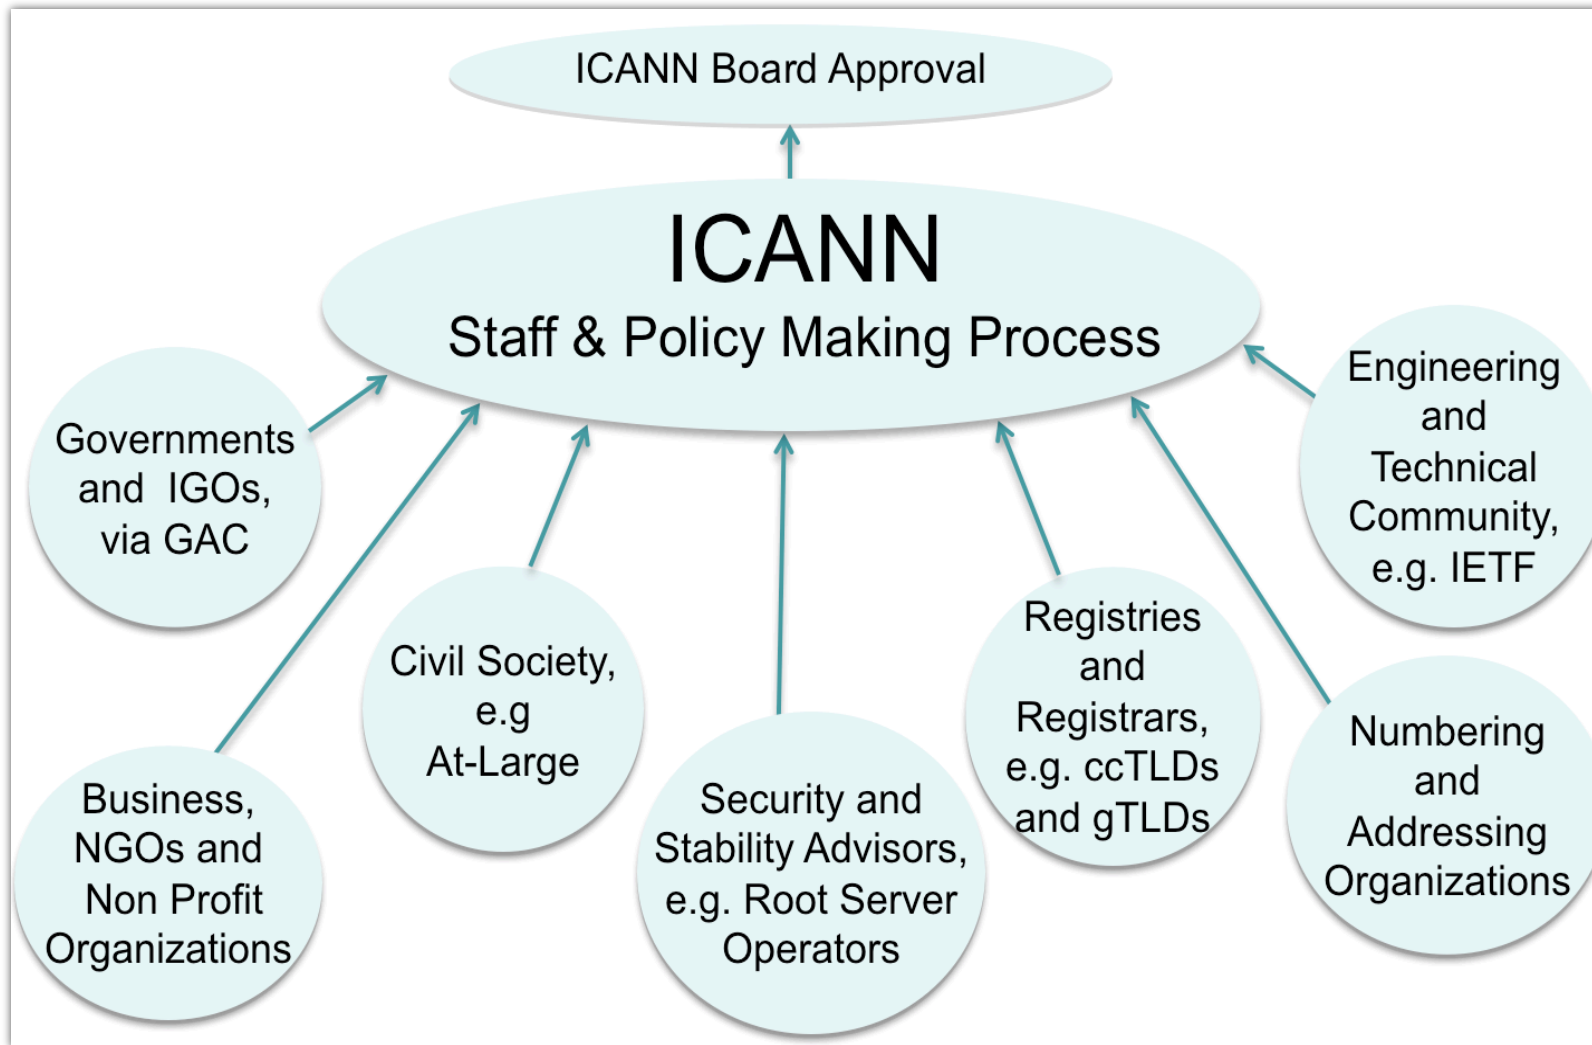 ICANN Board Approval
ICANN
Staff & Policy Making Process
Governments
and IGOs,
via GAC
Business,
NGOs and
Non Profit
Organizations
Civil Society,
e.g
At-Large
Security and
Stability Advisors,
e.g. Root Server
Operators
Registries
and
Registrars,
e.g. ccTLDs
and gTLDs
Engineering
and
Technical
Community,
e.g. IETF
Numbering
and
Addressing
Organizations